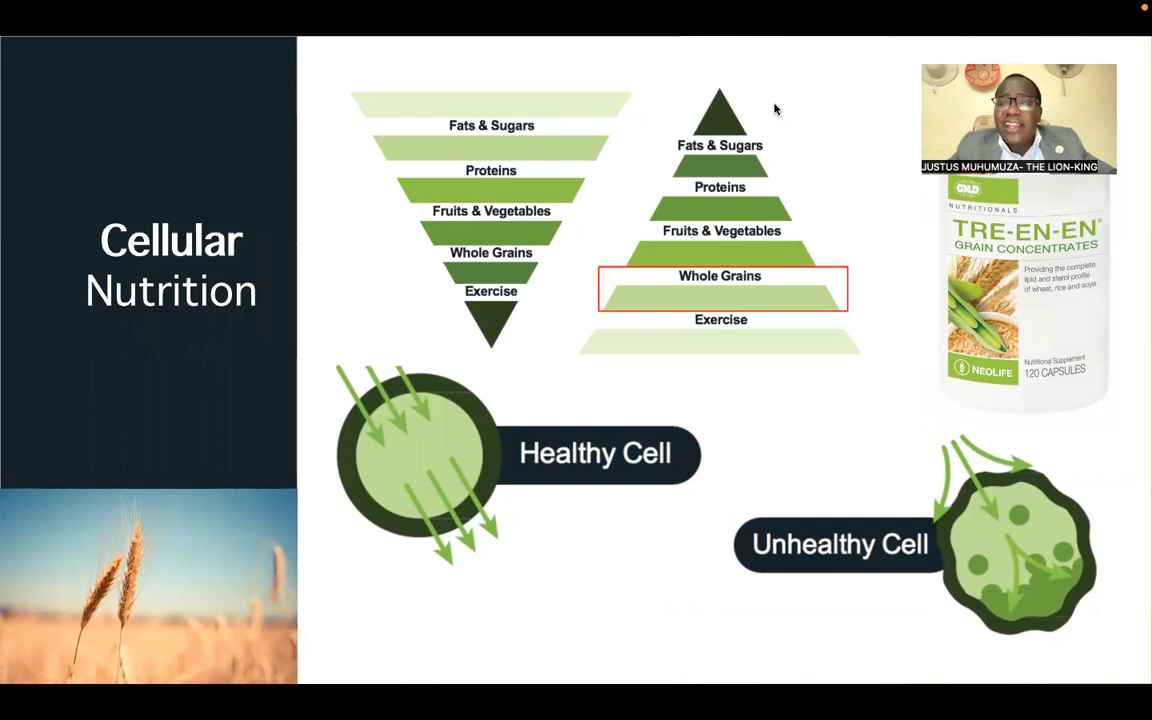 Cellular
Nutrition
Fats & Sugars
Proteins
Fruits & Vegetables
Whole Grains
Exercise
Fats & Sugars
Proteins
Fruits & Vegetables
Whole Grains
Exercise
JUSTUS MUHUMUZA- THE LION-KING
GNLD
NUTRITIONALS
TRE-EN-EN®
GRAIN CONCENTRATES
Providing the complete
lipid and sterol profile
of wheat, rice and soya
Nutritional Supplement
120 CAPSULES
NEOLIFE
Healthy Cell
Unhealthy Cell